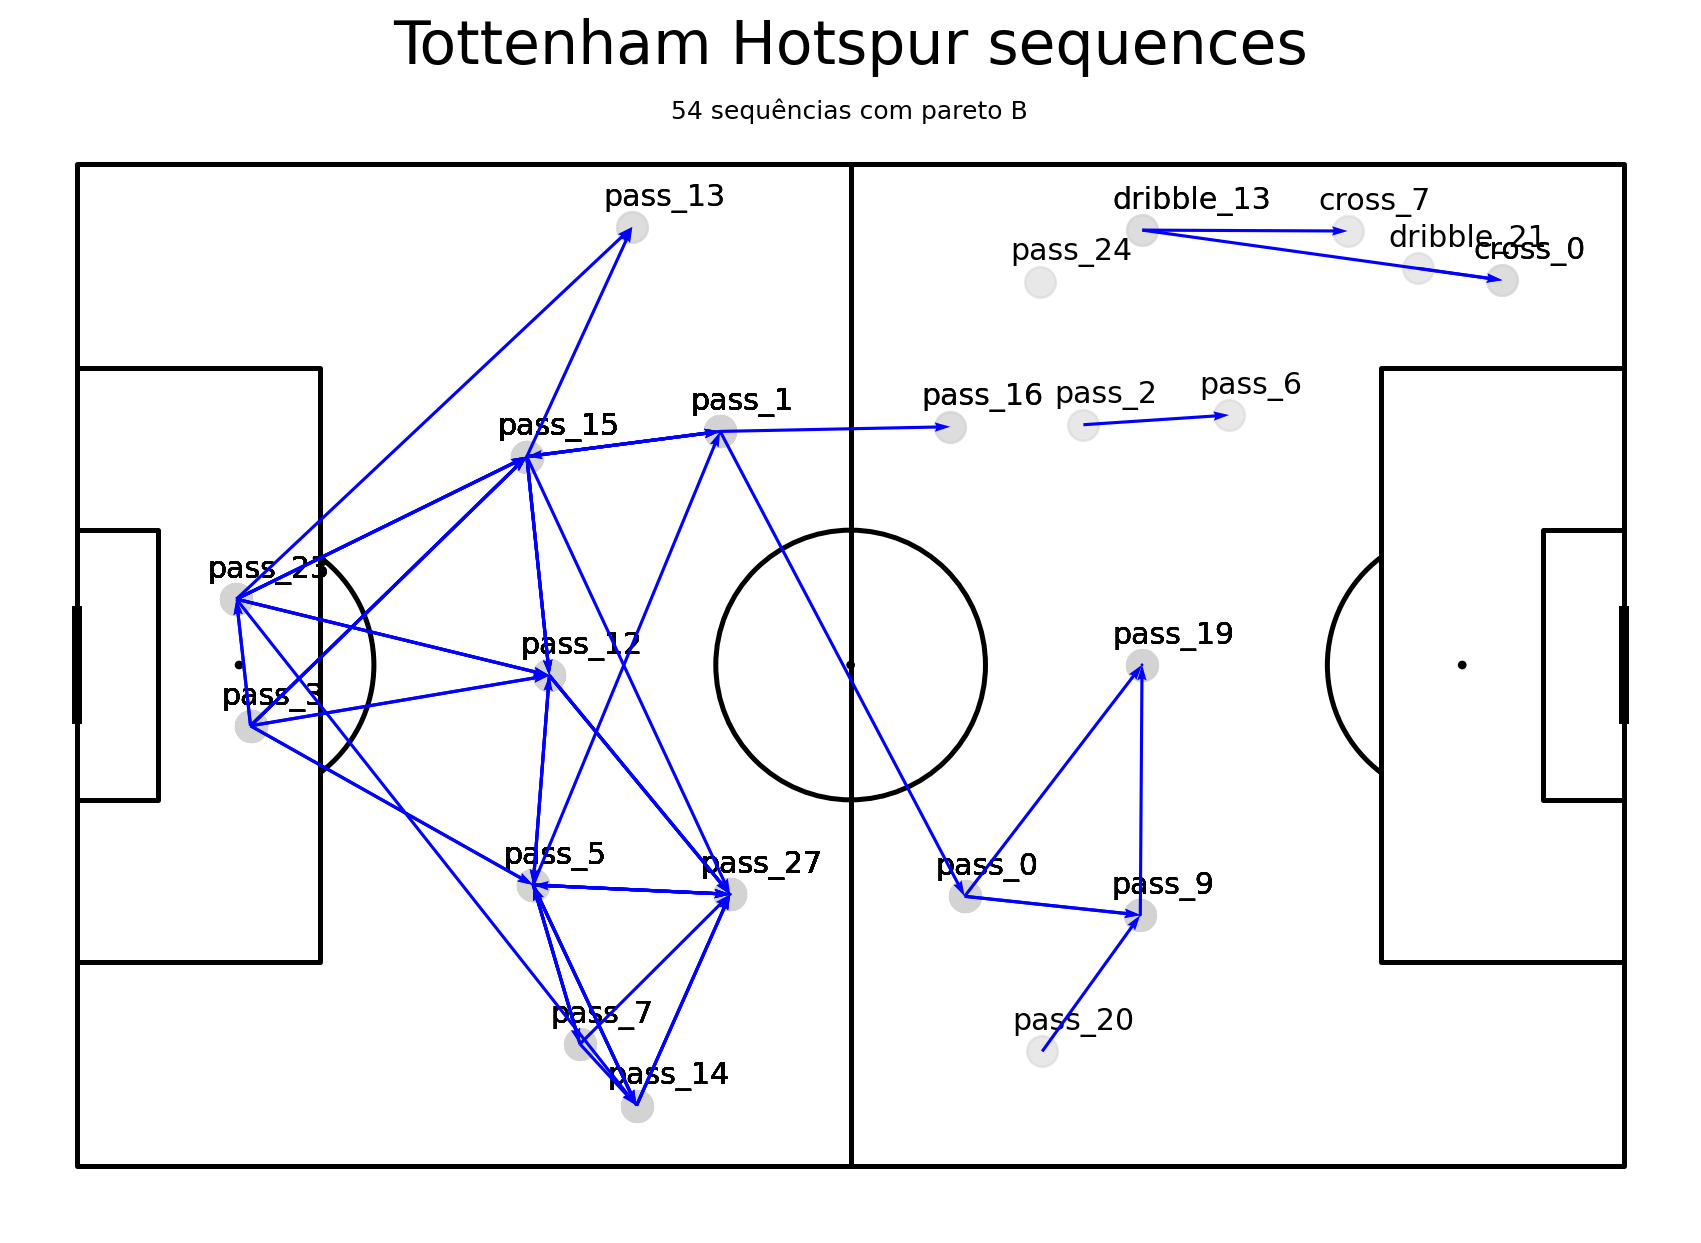 Tottenham Hotspur sequences
54 sequências com pareto B
pass_13
dribble_13
cross_7
pass_24
dribble_21
cross_0
pass_15
pass_1
pass_16
pass_2
pass_6
pass_23
pass_12
pass_19
pass_3
pass_5
pass_27
pass_0
pass_9
pass_7
pass_20
pass_14